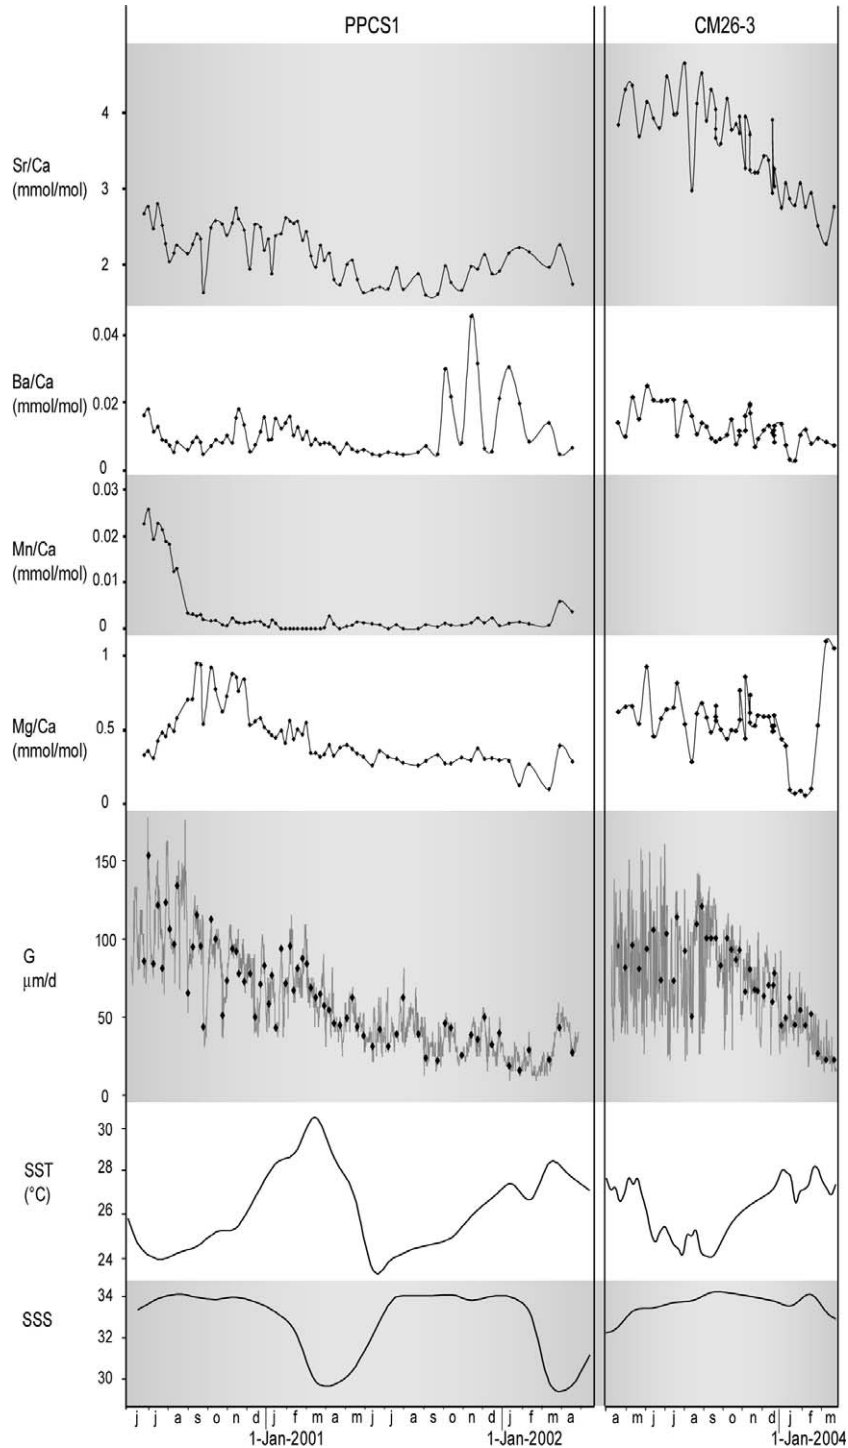 PPCS1 CM26-3
Sr/Ca
(mmol/mol)
4
3
2
Ba/Ca
(mmol/mol)
0.04
0.02
0
Mn/Ca
(mmol/mol)
0.03
0.02
0.01
0
Mg/Ca
(mmol/mol)
1
0.5
0
G
μm/d
150
100
50
0
SST
(°C)
30
28
26
24
SSS
34
32
30
j j a s o n d j f m a m j j a s o n d j f m a a m j j a s o n d j f m
1-Jan-2001 1-Jan-2002 1-Jan-2004